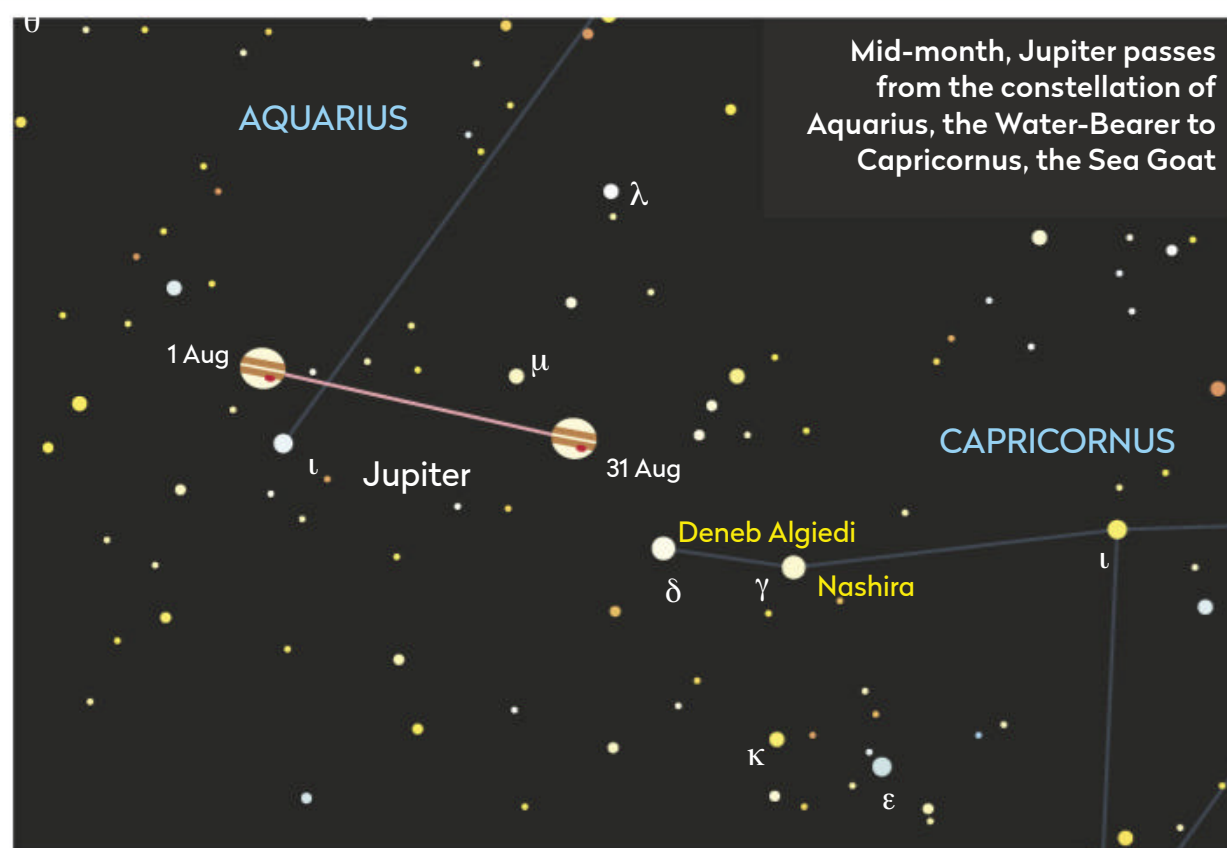 θ
Mid-month, Jupiter passes
from the constellation of
Aquarius, the Water-Bearer to
Capricornus, the Sea Goat
AQUARIUS
λ
1 Aug
μ
ι
Jupiter
31 Aug
CAPRICORNUS
Deneb Algiedi
δ
γ
Nashira
ι
κ
ε